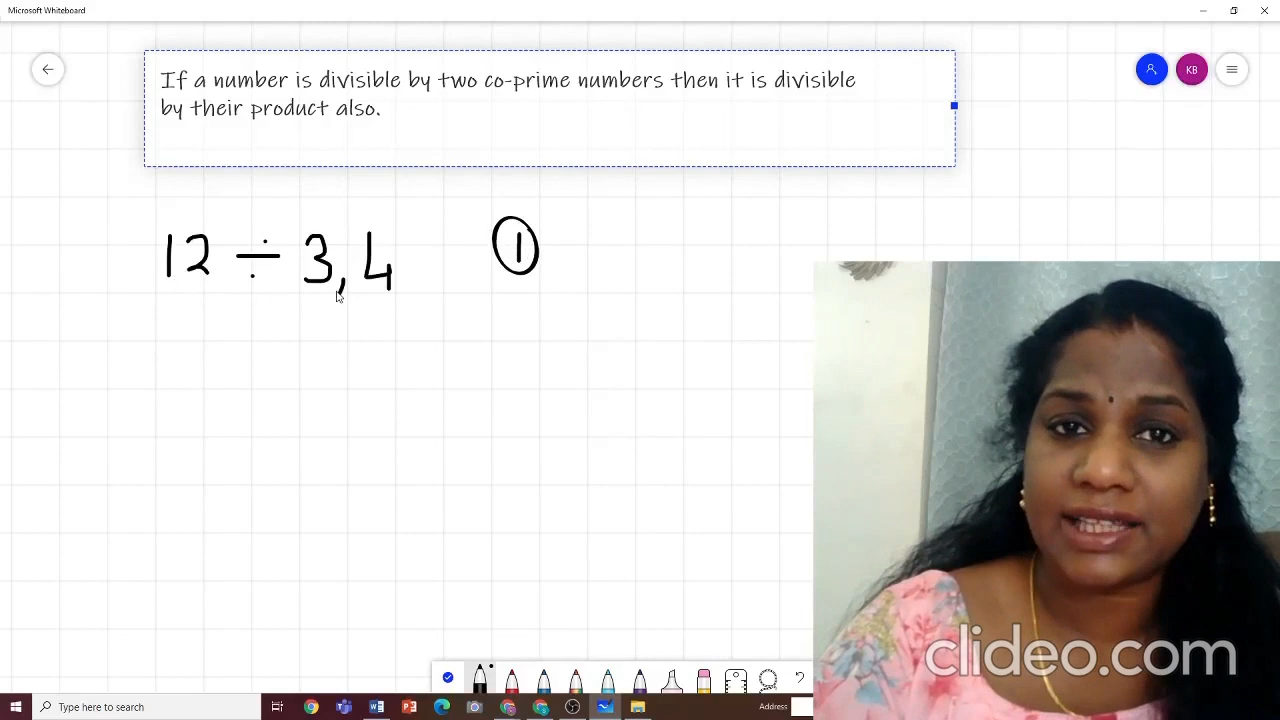 Microsoft Whiteboard
If a number is divisible by two co-prime numbers then it is divisible
by their product also.
KB
12 ÷ 3, 4
1
clideo.com
Type here to search
Address